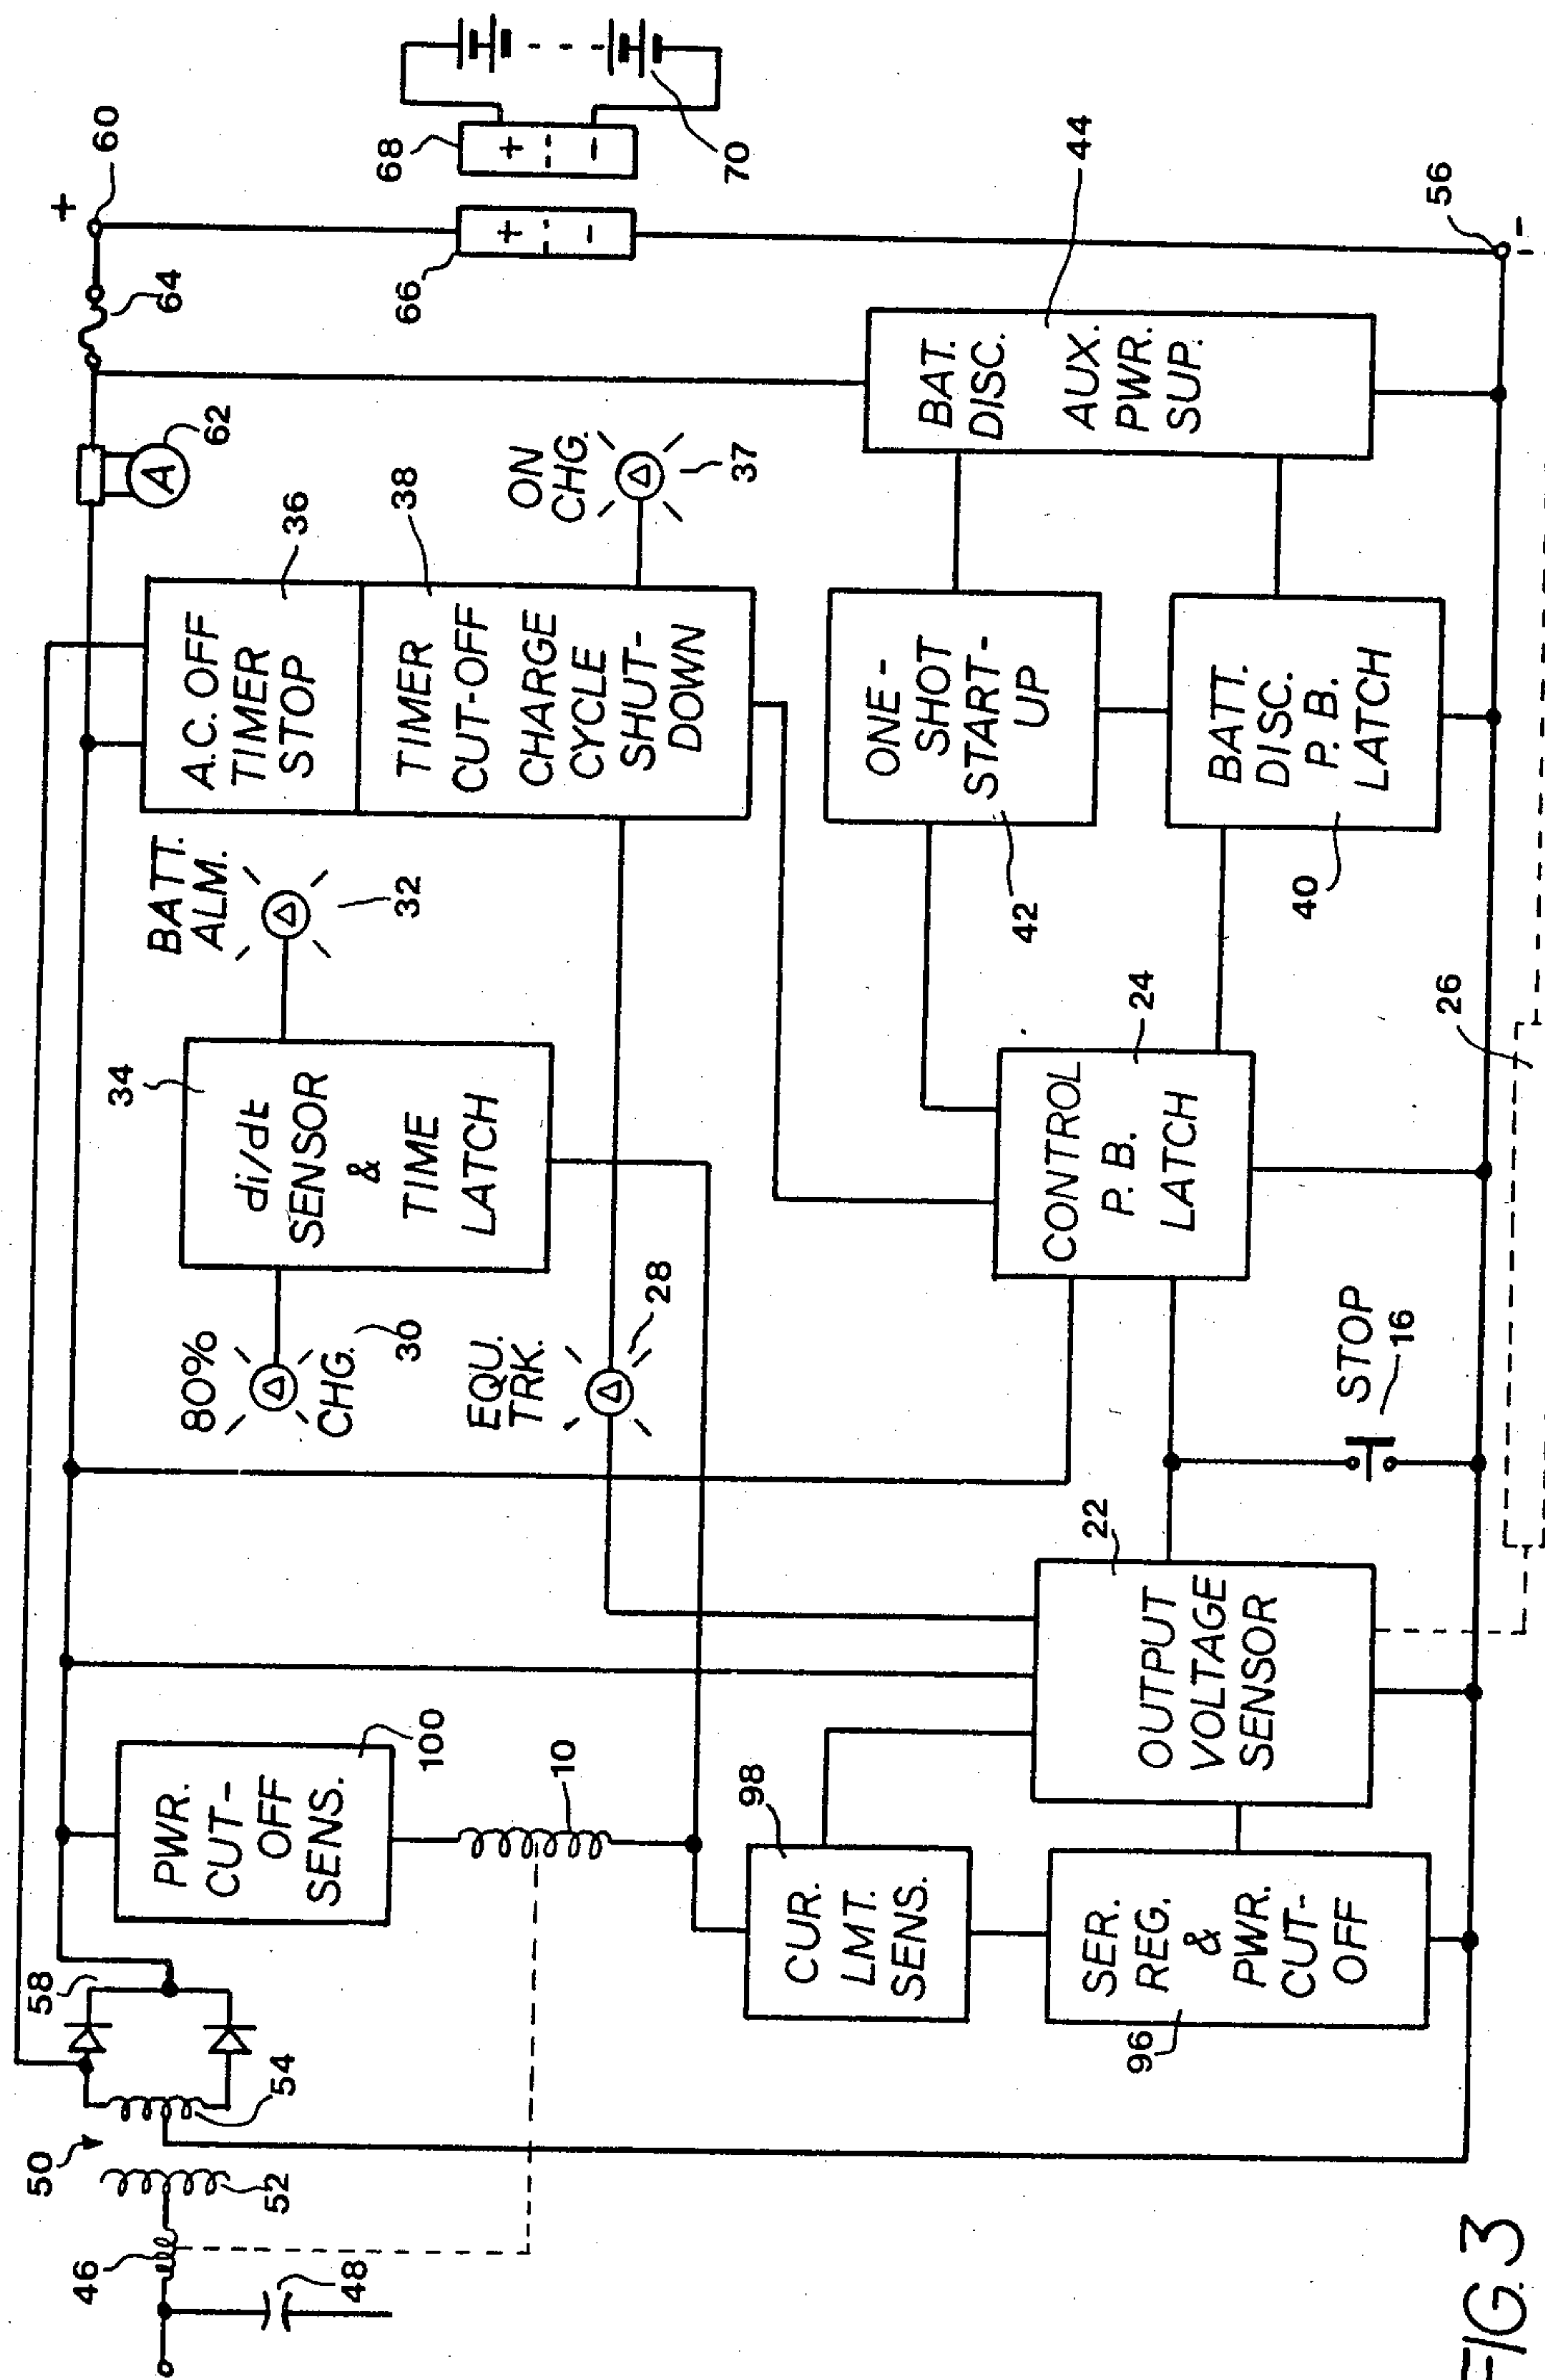 50
58
54
52
46
48
PWR.
CUT-
OFF
SENS.
100
10
80%
CHG.
30
34
di/dt
SENSOR
&
TIME
LATCH
BATT.
ALM.
32
EQU.
TRK.
28
A.C. OFF
TIMER
STOP
36
TIMER
CUT-OFF
CHARGE
CYCLE
SHUT-
DOWN
38
ON
CHG.
37
A
62
64
+
60
66
+
-
68
+
-
70
98
CUR.
LMT.
SENS.
SER.
REG.
&
PWR.
CUT-
OFF
96
22
OUTPUT
VOLTAGE
SENSOR
STOP
16
CONTROL
P. B.
LATCH
24
ONE-
SHOT
START-
UP
42
BATT.
DISC.
P. B.
LATCH
40
BAT.
DISC.
AUX.
PWR.
SUP.
44
26
56
-
FIG. 3